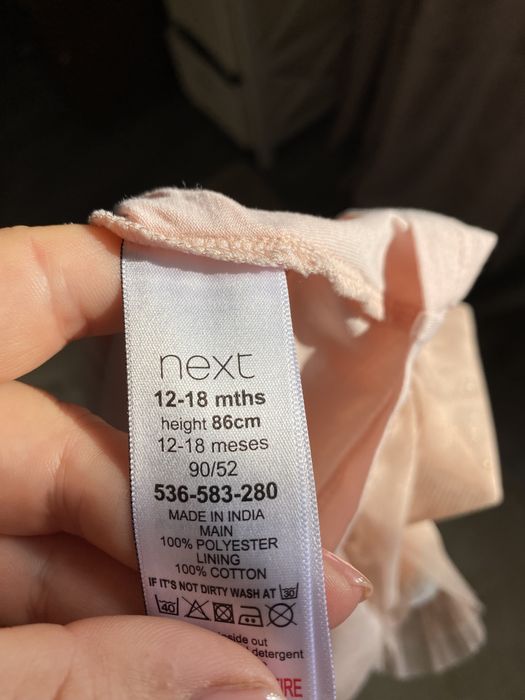 next
12-18 mths
height 86cm
12-18 meses
90/52
536-583-280
MADE IN INDIA
MAIN
100% POLYESTER
LINING
100% COTTON
IF IT'S NOT DIRTY WASH AT 30
40
inside out
detergent
FIRE